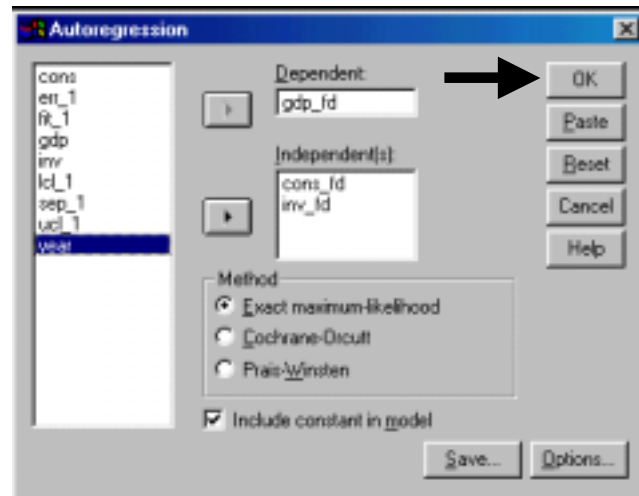 Autoregression
cons
err_1
fit_1
gdp
inv
lcl_1
sep_1
ucl_1
year
Dependent:
gdp_fd
Independent(s):
cons_fd
inv_fd
Method
Exact maximum-likelihood
Cochrane-Orcutt
Prais-Winsten
Include constant in model
OK
Paste
Reset
Cancel
Help
Save...
Options...